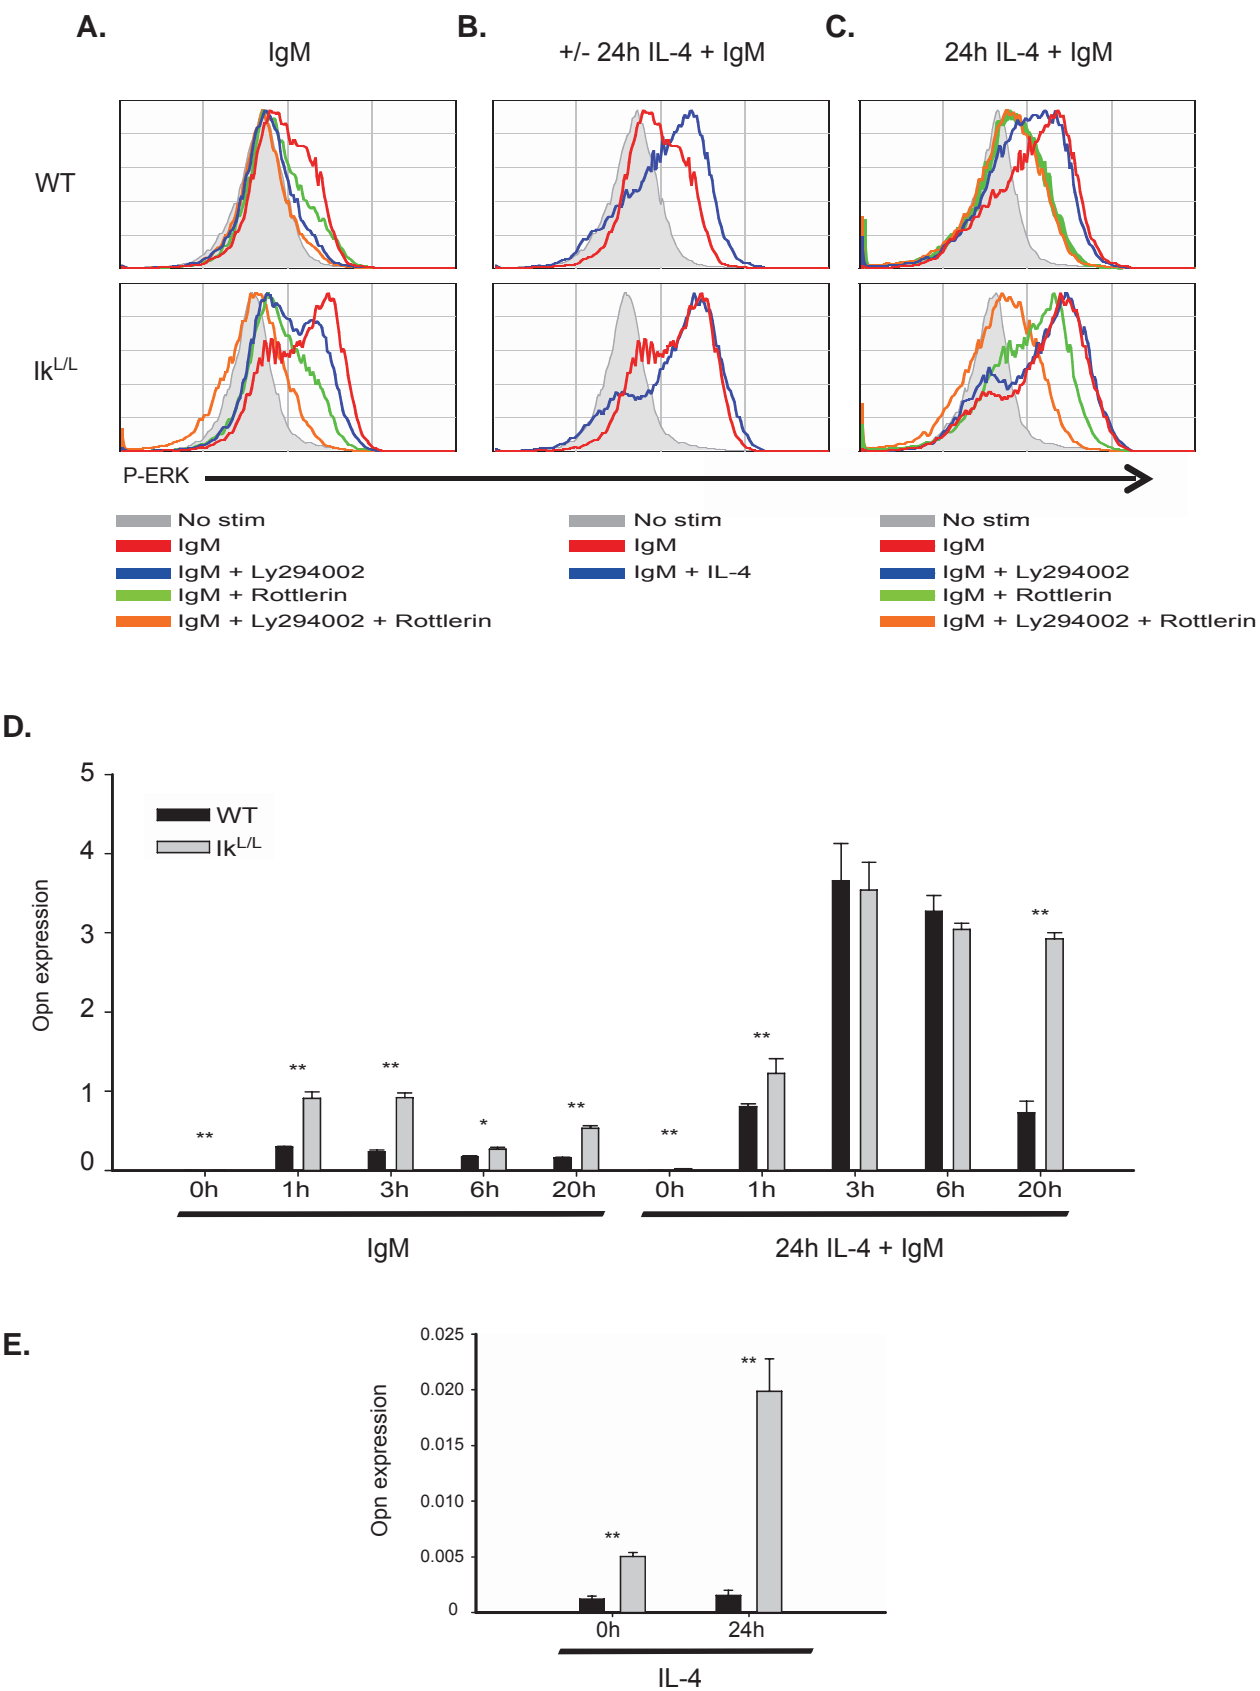 A. B. C.
IgM +/- 24h IL-4 + IgM 24h IL-4 + IgM
WT
Ik^L/L
P-ERK
No stim
IgM
IgM + Ly294002
IgM + Rottlerin
IgM + Ly294002 + Rottlerin
No stim
IgM
IgM + IL-4
No stim
IgM
IgM + Ly294002
IgM + Rottlerin
IgM + Ly294002 + Rottlerin
D.
Opn expression
5
4
3
2
1
0
WT
Ik^L/L
** ** ** * ** ** ** **
0h 1h 3h 6h 20h 0h 1h 3h 6h 20h
IgM 24h IL-4 + IgM
E.
Opn expression
0.025
0.020
0.015
0.010
0.005
0
** **
0h 24h
IL-4